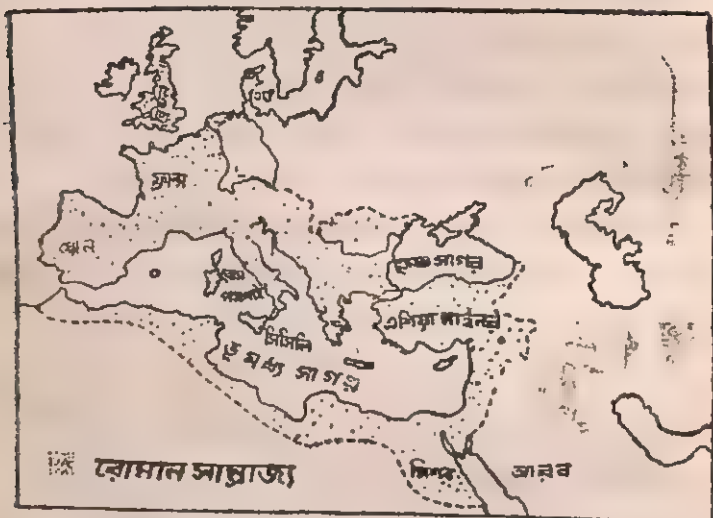 ফ্রান্স
স্পেন
কৃষ্ণ সাগর
এশিয়া মাইনর
সিসিলি
ভুমধ্য সাগর
রোমান সাম্রাজ্য
মিশর
আরব